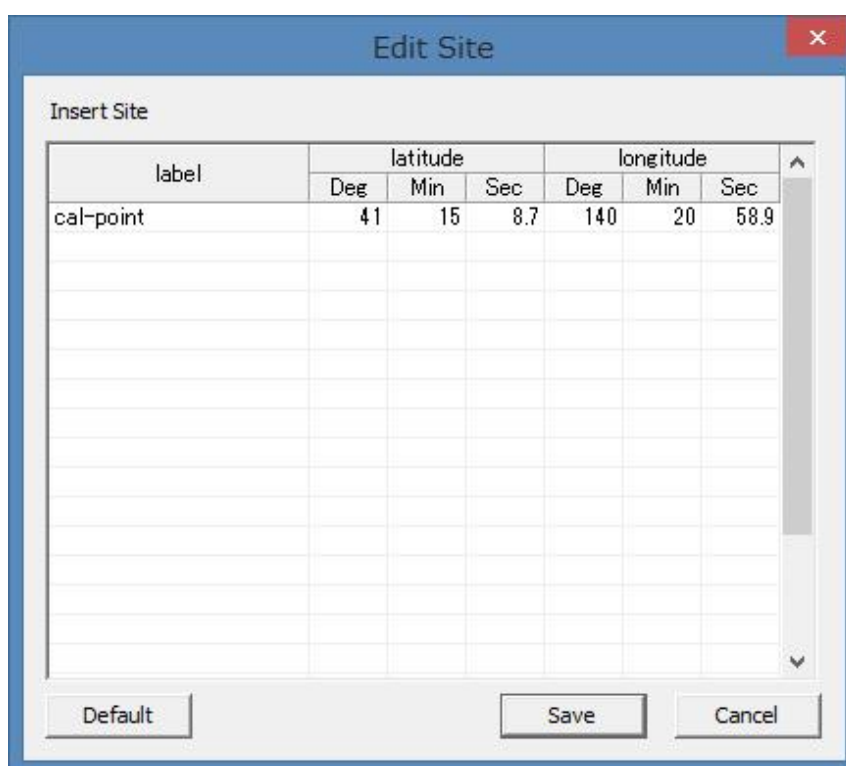 Edit Site
Insert Site
label latitude longitude
Deg Min Sec Deg Min Sec
cal-point 41 15 8.7 140 20 58.9
Default Save Cancel